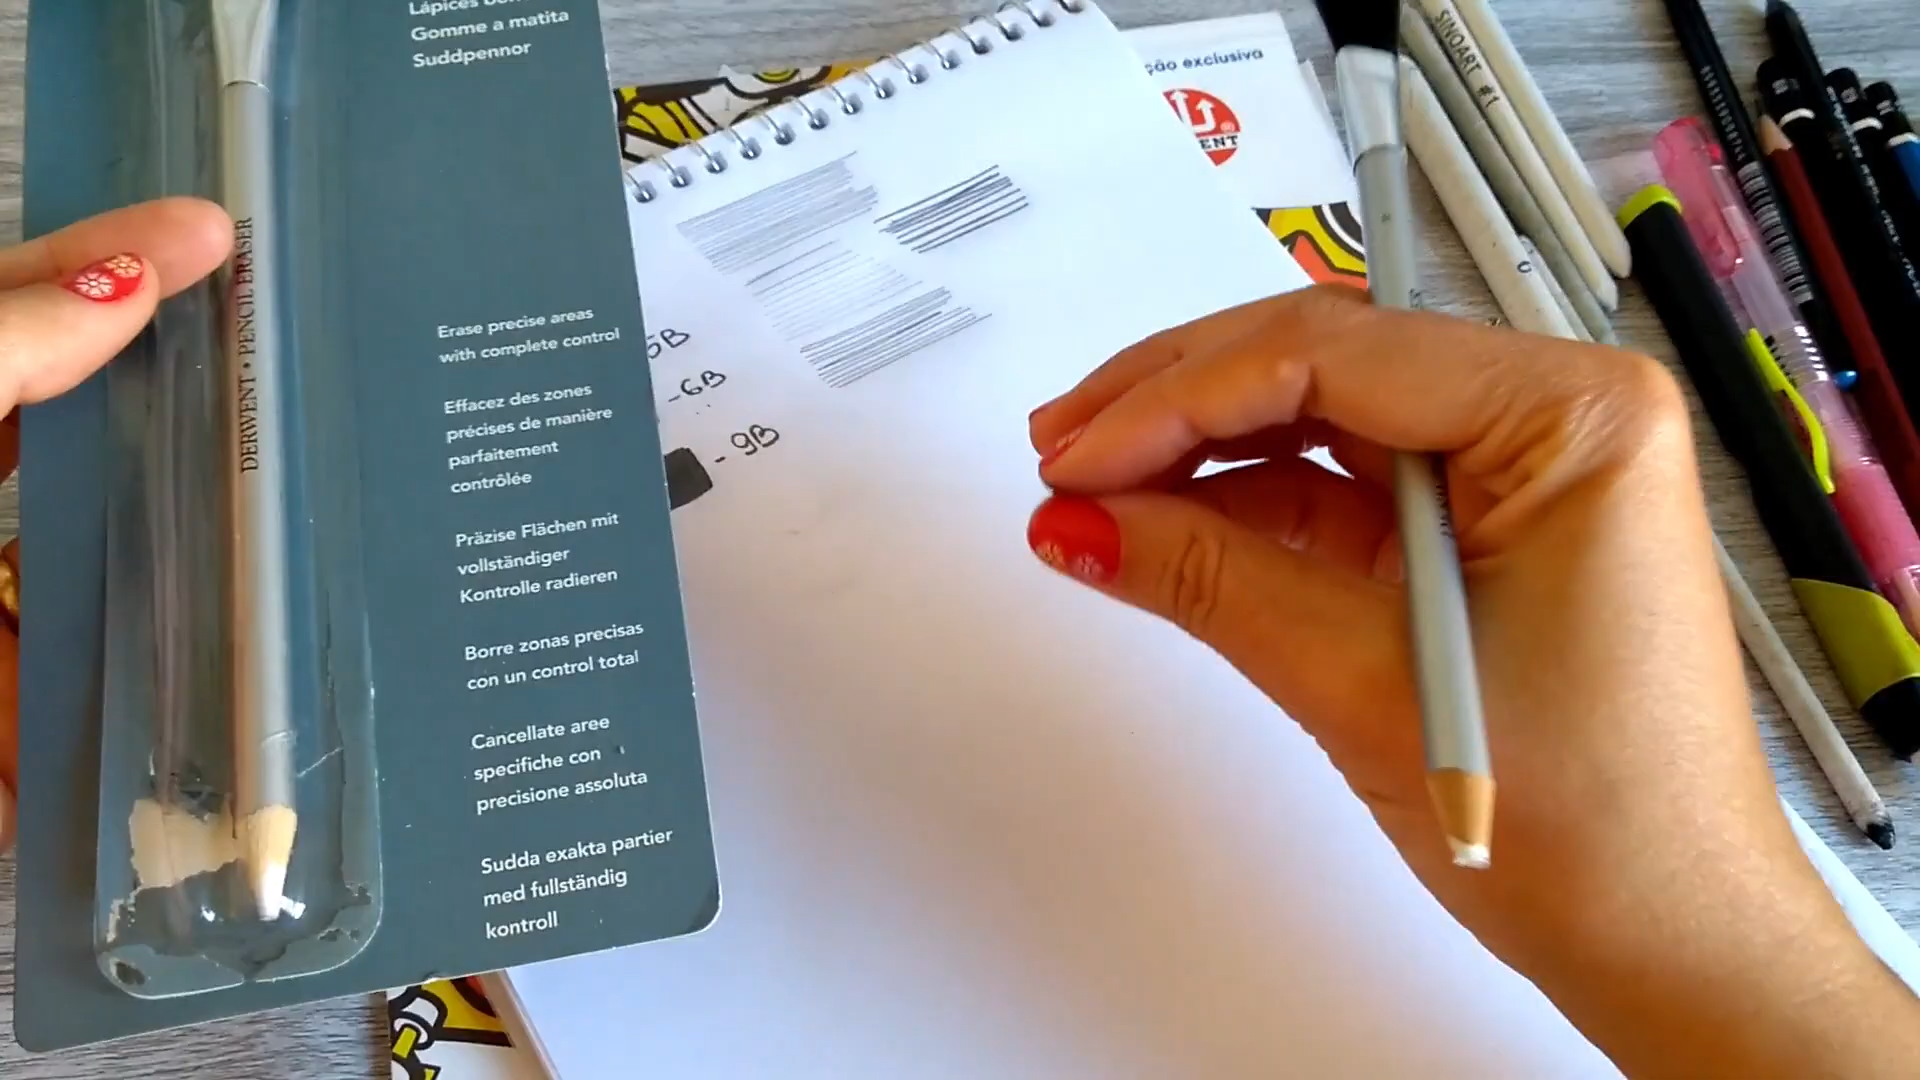 Lápices
Gomme a matita
Suddpennor
DERWENT • PENCIL ERASER
Erase precise areas
with complete control
Effacez des zones
précises de manière
parfaitement
contrôlée
Präzise Flächen mit
vollständiger
Kontrolle radieren
Borre zonas precisas
con un control total
Cancellate aree
specifiche con
precisione assoluta
Sudda exakta partier
med fullständig
kontroll
5B
-6B
- 9B
ção exclusiva
ENT
SINOART #1